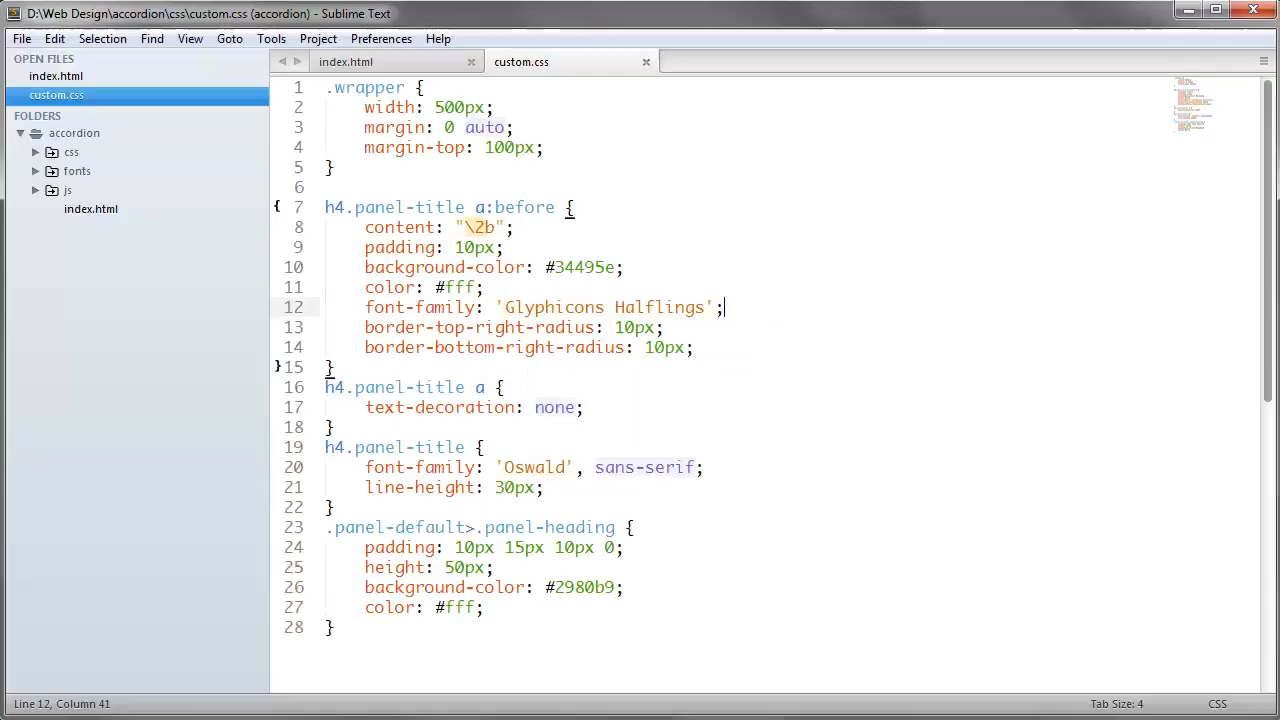 D:\Web Design\accordion\css\custom.css (accordion) - Sublime Text
File Edit Selection Find View Goto Tools Project Preferences Help
OPEN FILES
index.html
custom.css
FOLDERS
accordion
css
fonts
js
index.html
index.html custom.css
1 .wrapper {
2 width: 500px;
3 margin: 0 auto;
4 margin-top: 100px;
5 }
6
7 h4.panel-title a:before {
8 content: "\2b";
9 padding: 10px;
10 background-color: #34495e;
11 color: #fff;
12 font-family: 'Glyphicons Halflings';
13 border-top-right-radius: 10px;
14 border-bottom-right-radius: 10px;
15 }
16 h4.panel-title a {
17 text-decoration: none;
18 }
19 h4.panel-title {
20 font-family: 'Oswald', sans-serif;
21 line-height: 30px;
22 }
23 .panel-default>.panel-heading {
24 padding: 10px 15px 10px 0;
25 height: 50px;
26 background-color: #2980b9;
27 color: #fff;
28 }
Line 12, Column 41 Tab Size: 4 CSS